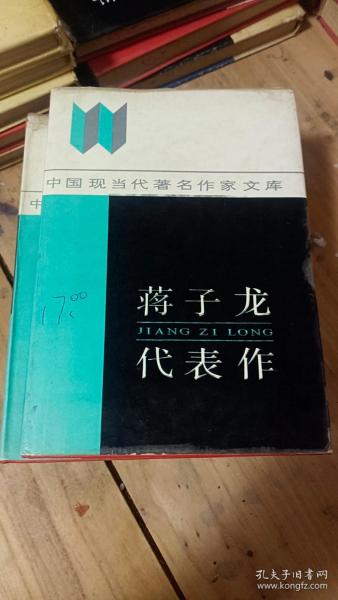 中国现当代著名作家文库
中
17.00
蒋子龙
JIANG ZI LONG
代表作
孔夫子旧书网
www.kongfz.com